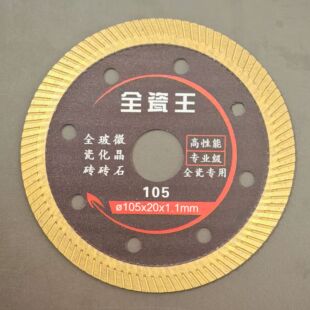 全瓷王
全玻微
瓷化晶
砖砖石
高性能
专业级
全瓷专用
105
ø105x20x1.1mm